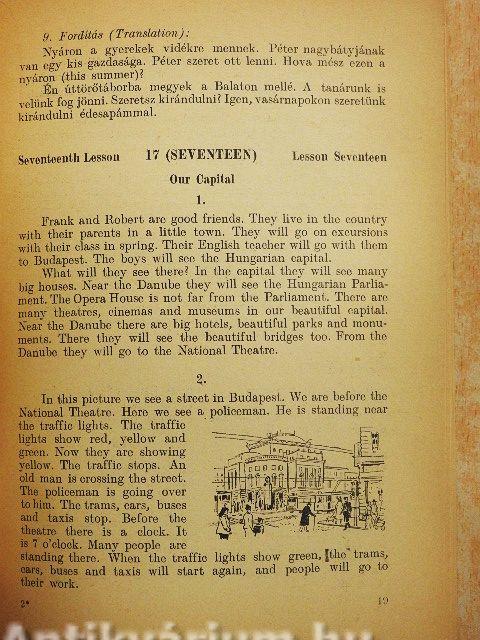 9. Fordítás (Translation):
Nyáron a gyerekek vidékre mennek. Péter nagybátyjának
van egy kis gazdasága. Péter szeret ott lenni. Hova mész ezen a
nyáron (this summer)?
Én úttörőtáborba megyek a Balaton mellé. A tanárunk is
velünk fog jönni. Szeretsz kirándulni? Igen, vasárnapokon szeretünk
kirándulni édesapámmal.
Seventeenth Lesson 17 (SEVENTEEN) Lesson Seventeen
Our Capital
1.
Frank and Robert are good friends. They live in the country
with their parents in a little town. They will go on excursions
with their class in spring. Their English teacher will go with them
to Budapest. The boys will see the Hungarian capital.
What will they see there? In the capital they will see many
big houses. Near the Danube they will see the Hungarian Parlia-
ment. The Opera House is not far from the Parliament. There are
many theatres, cinemas and museums in our beautiful capital.
Near the Danube there are big hotels, beautiful parks and monu-
ments. There they will see the beautiful bridges too. From the
Danube they will go to the National Theatre.
2.
In this picture we see a street in Budapest. We are before the
National Theatre. Here we see a policeman. He is standing near
the traffic lights. The traffic
lights show red, yellow and
green. Now they are showing
yellow. The traffic stops. An
old man is crossing the street.
The policeman is going over
to him. The trams, cars, buses
and taxis stop. Before the
theatre there is a clock. It
is 7 o'clock. Many people are
standing there. When the traffic lights show green, the trams,
cars, buses and taxis will start again, and people will go to
their work.
2* 19
Antikvárium.hu